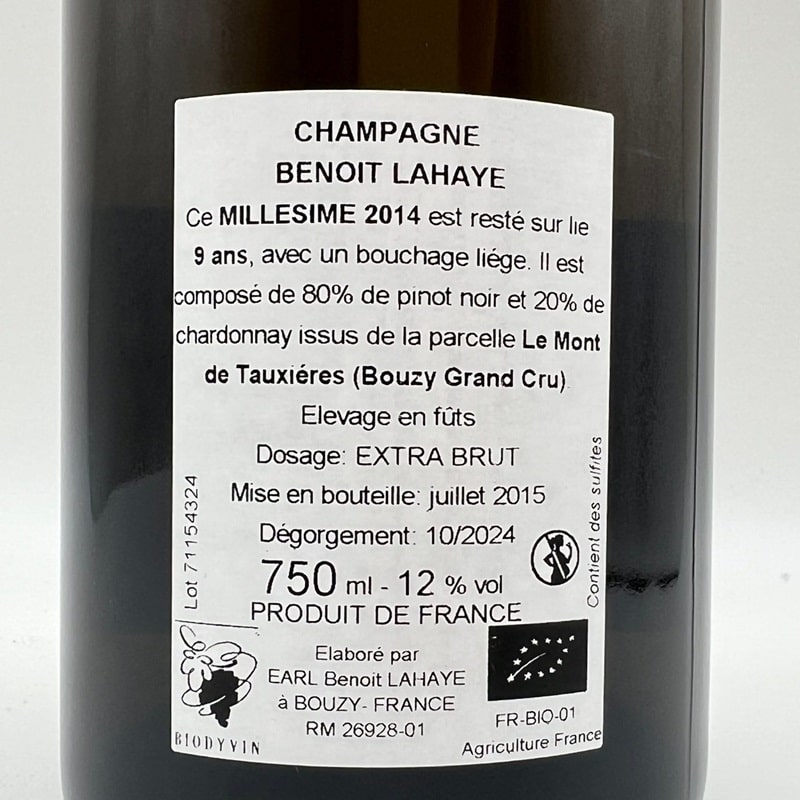 CHAMPAGNE
BENOIT LAHAYE
Ce MILLESIME 2014 est resté sur lie
9 ans, avec un bouchage liége. Il est
composé de 80% de pinot noir et 20% de
chardonnay issus de la parcelle Le Mont
de Tauxiéres (Bouzy Grand Cru)
Elevage en fûts
Dosage: EXTRA BRUT
Mise en bouteille: juillet 2015
Dégorgement: 10/2024
750 ml - 12 % vol
PRODUIT DE FRANCE
Lot 71154324
Contient des sulfites
Elaboré par
EARL Benoit LAHAYE
à BOUZY- FRANCE
RM 26928-01
BIODYVIN
FR-BIO-01
Agriculture France